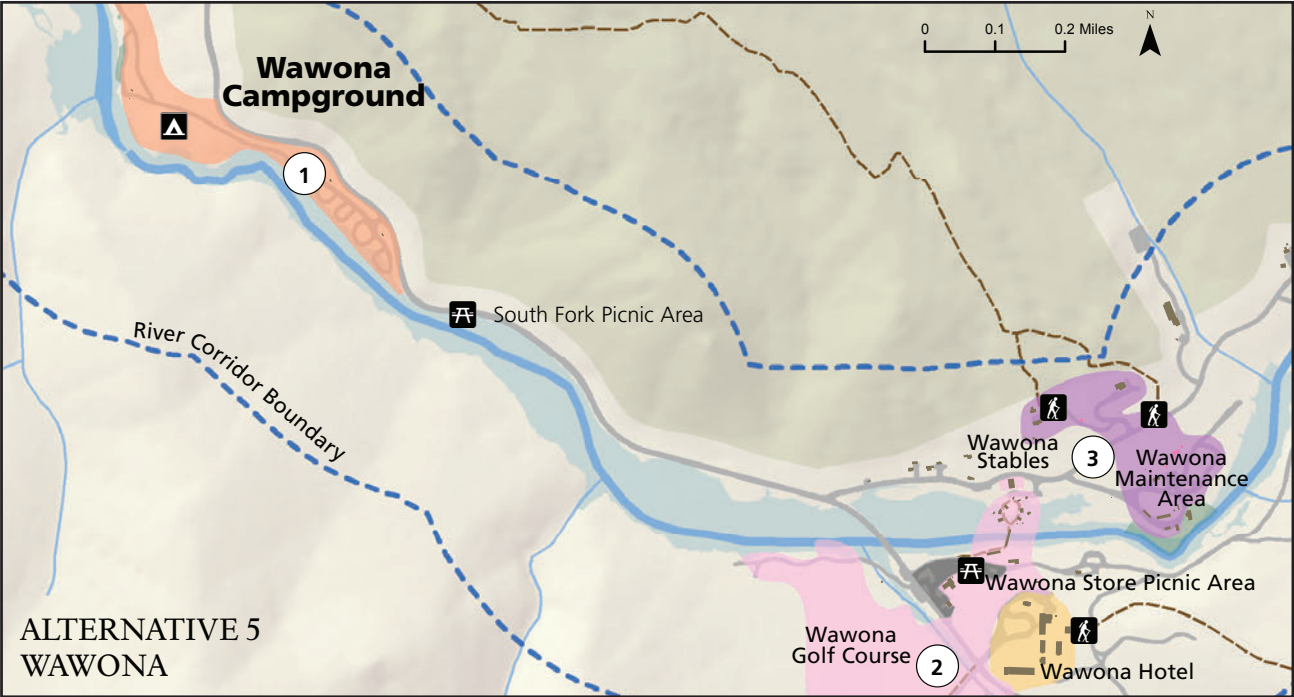 Wawona
Campground
0 0.1 0.2 Miles
N
1
South Fork Picnic Area
River Corridor Boundary
Wawona
Stables
3
Wawona
Maintenance
Area
Wawona Store Picnic Area
Wawona
Golf Course
2
Wawona Hotel
ALTERNATIVE 5
WAWONA